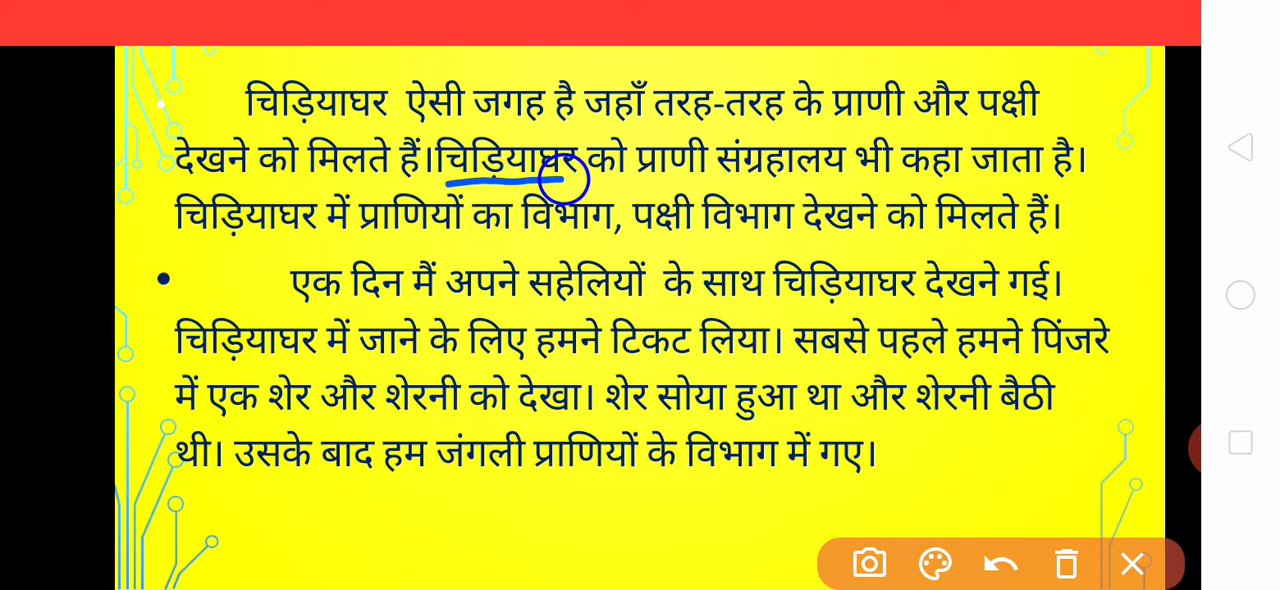 चिड़ियाघर ऐसी जगह है जहाँ तरह-तरह के प्राणी और पक्षी
देखने को मिलते हैं।चिड़ियाघर को प्राणी संग्रहालय भी कहा जाता है।
चिड़ियाघर में प्राणियों का विभाग, पक्षी विभाग देखने को मिलते हैं।
• एक दिन मैं अपने सहेलियों के साथ चिड़ियाघर देखने गई।
चिड़ियाघर में जाने के लिए हमने टिकट लिया। सबसे पहले हमने पिंजरे
में एक शेर और शेरनी को देखा। शेर सोया हुआ था और शेरनी बैठी
थी। उसके बाद हम जंगली प्राणियों के विभाग में गए।